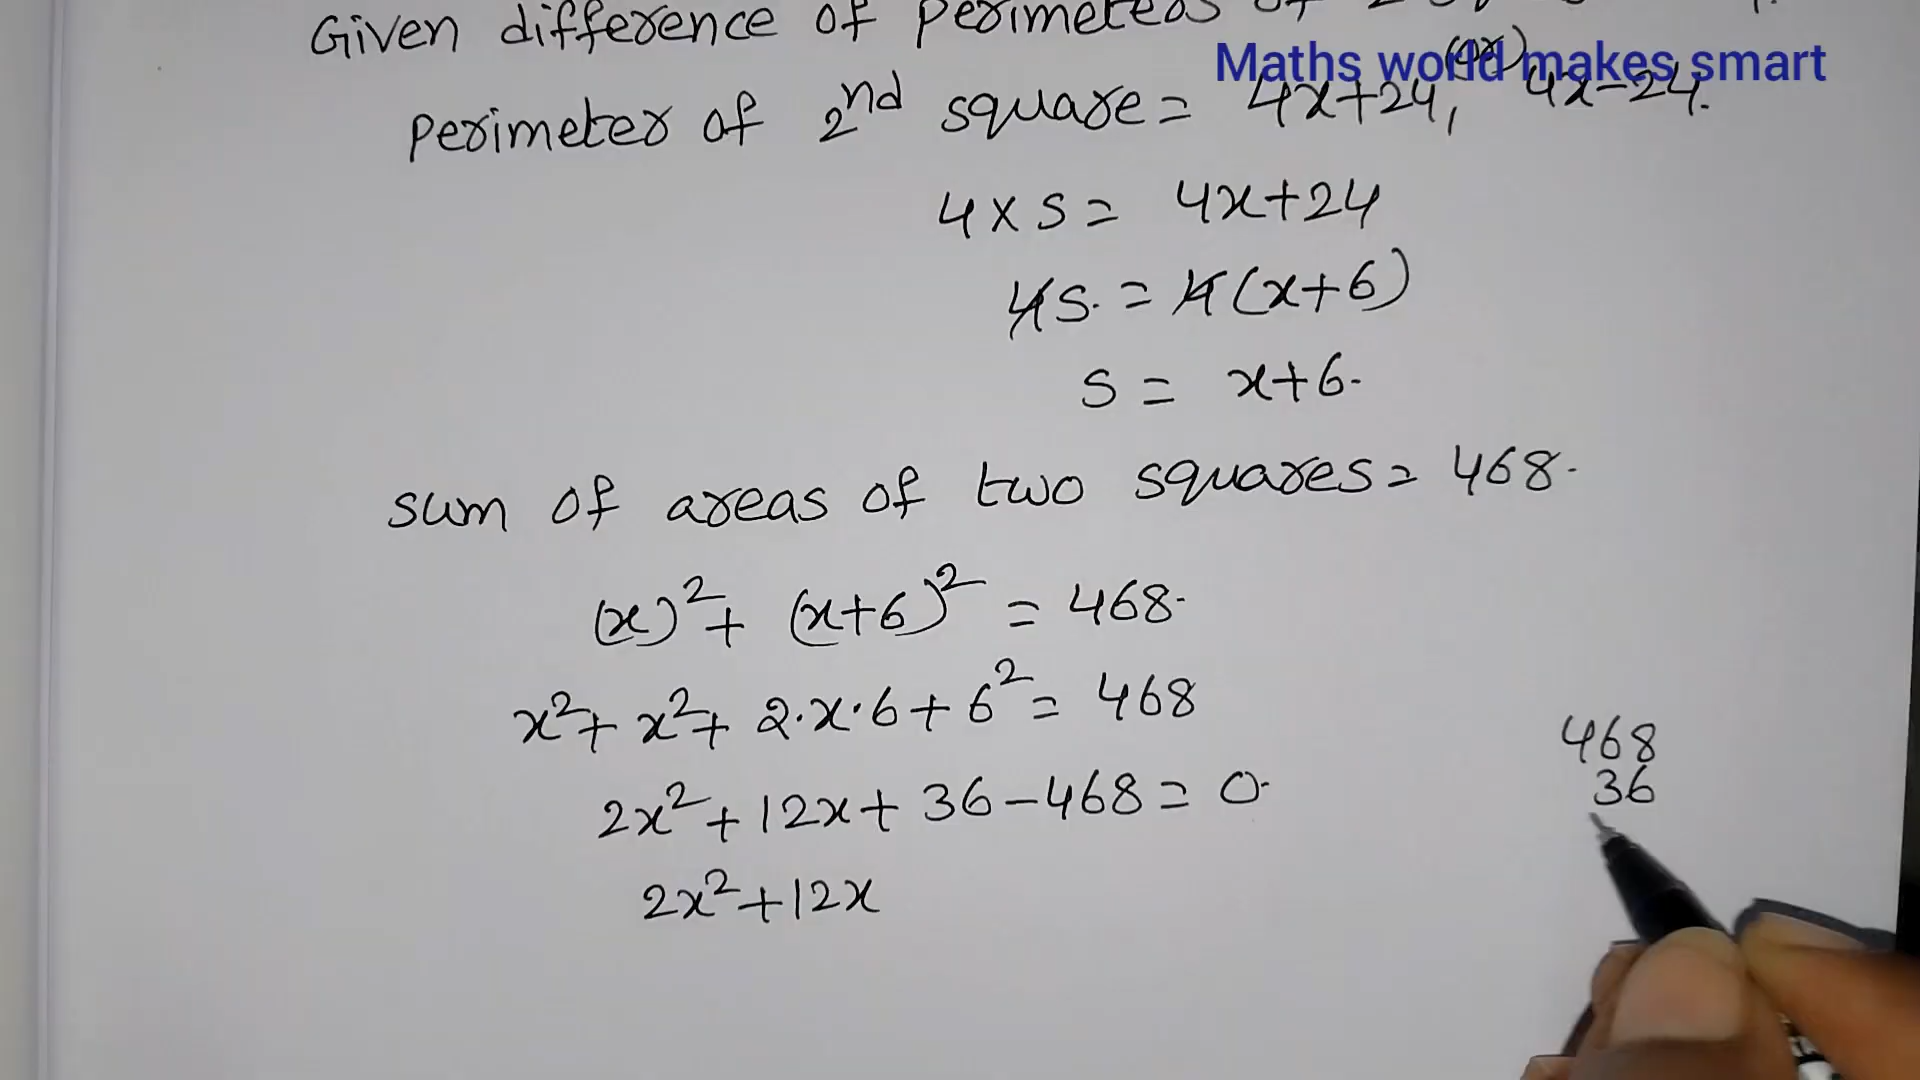 Given difference of perimeters of
Maths world makes smart
(or)
perimeter of 2nd square = 4x+24, 4x-24.
4 × s = 4x+24
4s. = 4(x+6)
s = x+6.
sum of areas of two squares = 468.
(x)² + (x+6)² = 468.
x² + x² + 2·x·6 + 6² = 468
2x² + 12x + 36 - 468 = 0.
2x² + 12x
468
36